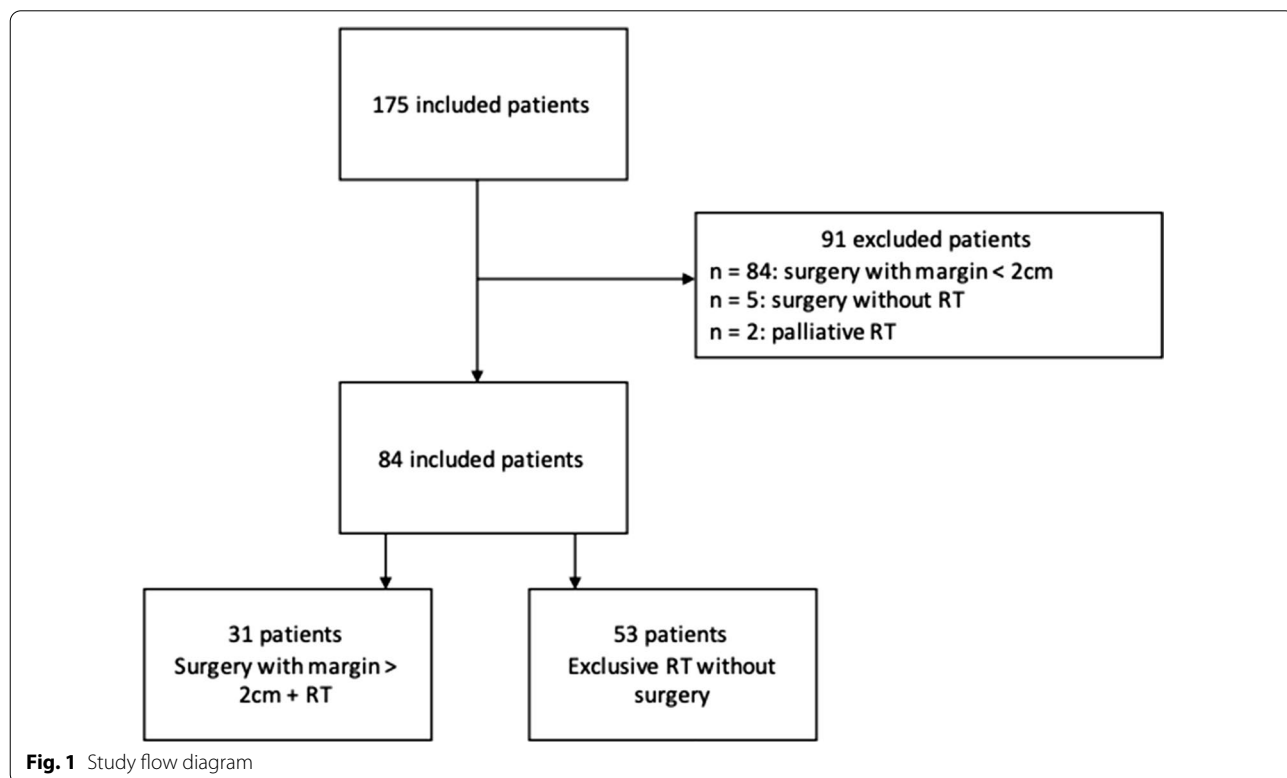 175 included patients
91 excluded patients
n = 84: surgery with margin < 2cm
n = 5: surgery without RT
n = 2: palliative RT
84 included patients
31 patients
Surgery with margin >
2cm + RT
53 patients
Exclusive RT without
surgery
Fig. 1 Study flow diagram